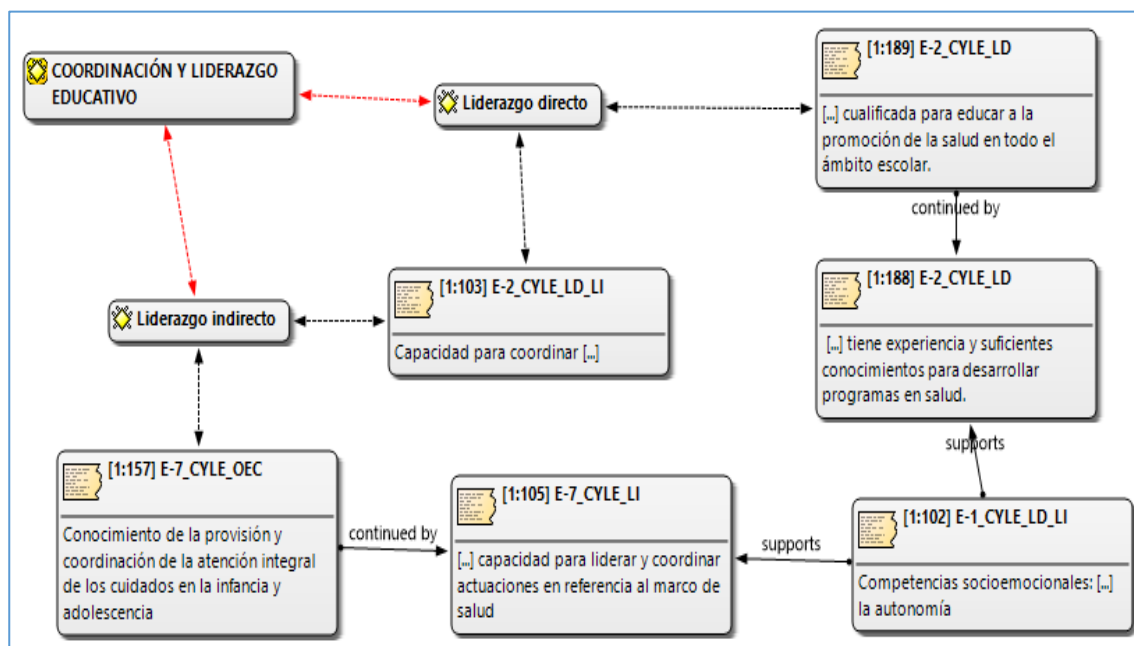 COORDINACIÓN Y LIDERAZGO
EDUCATIVO
Liderazgo directo
[1:189] E-2_CYLE_LD
[...] cualificada para educar a la
promoción de la salud en todo el
ámbito escolar.
continued by
[1:188] E-2_CYLE_LD
[...] tiene experiencia y suficientes
conocimientos para desarrollar
programas en salud.
supports
[1:103] E-2_CYLE_LD_LI
Capacidad para coordinar [...]
Liderazgo indirecto
[1:157] E-7_CYLE_OEC
Conocimiento de la provisión y
coordinación de la atención integral
de los cuidados en la infancia y
adolescencia
continued by
[1:105] E-7_CYLE_LI
[...] capacidad para liderar y coordinar
actuaciones en referencia al marco de
salud
supports
[1:102] E-1_CYLE_LD_LI
Competencias socioemocionales: [...]
la autonomía